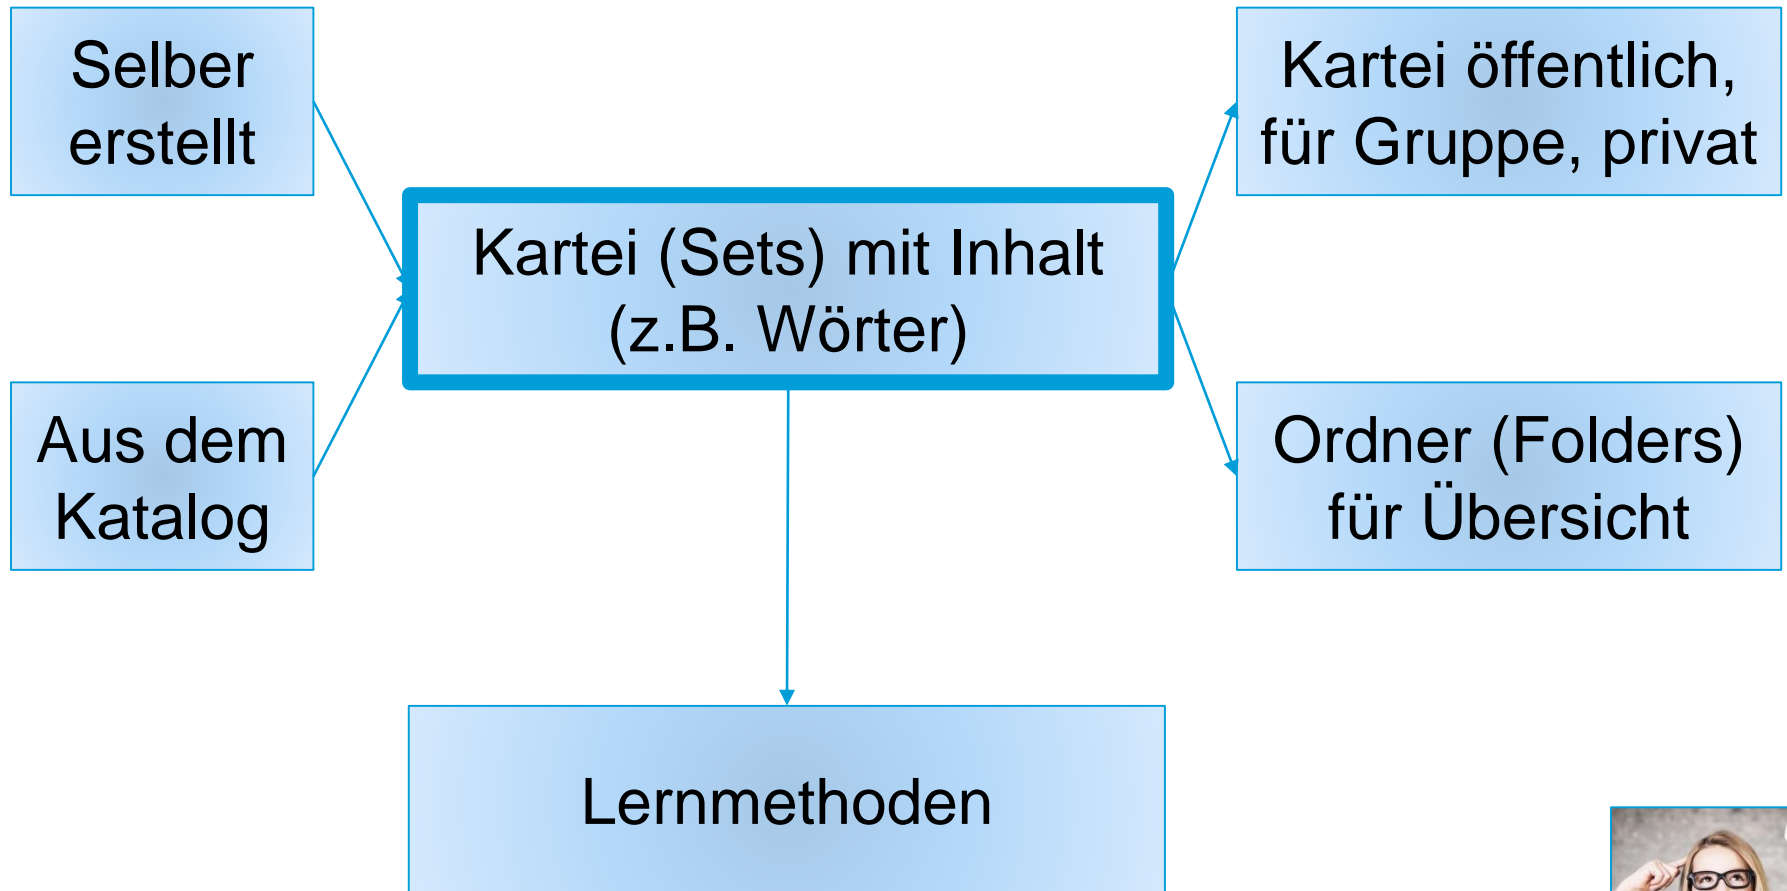 Selber
erstellt
Kartei öffentlich,
für Gruppe, privat
Kartei (Sets) mit Inhalt
(z.B. Wörter)
Aus dem
Katalog
Ordner (Folders)
für Übersicht
Lernmethoden